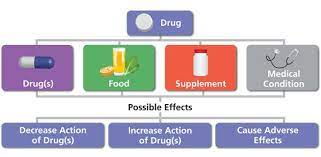 Drug
Drug(s)
Food
Supplement
Medical
Condition
Possible Effects
Decrease Action
of Drug(s)
Increase Action
of Drug(s)
Cause Adverse
Effects